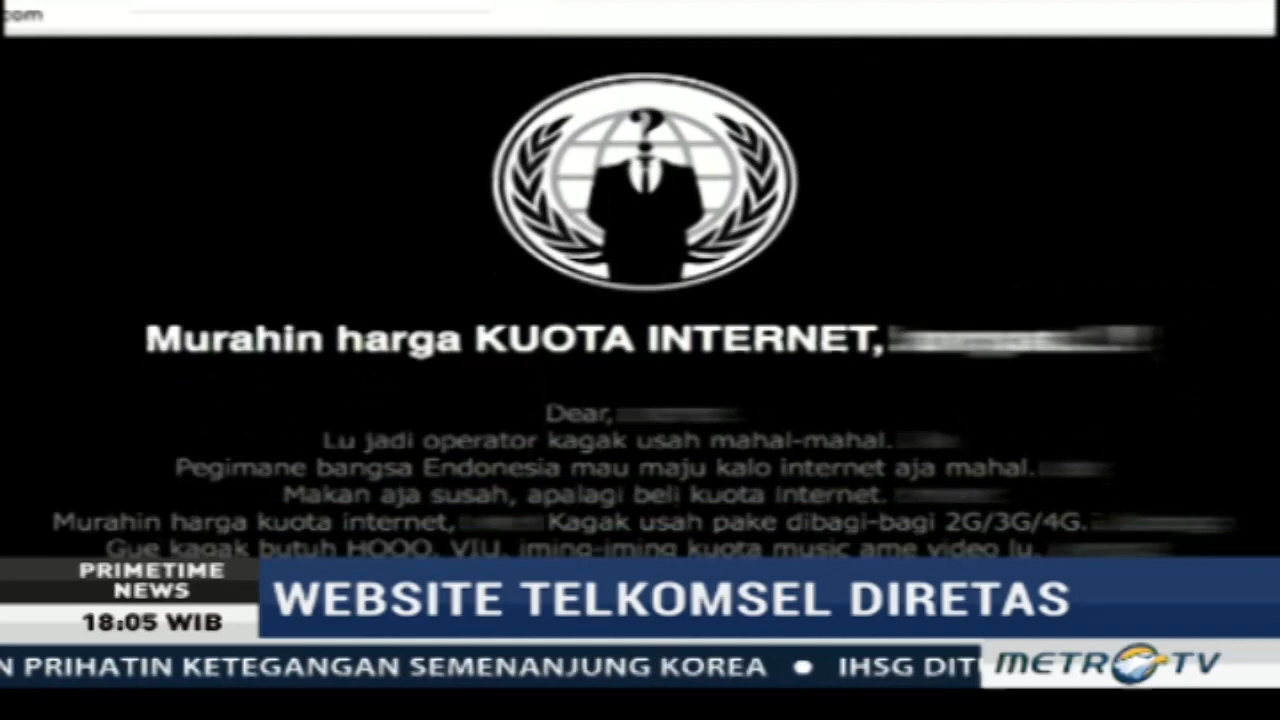 com
?
Murahin harga KUOTA INTERNET,
Dear,
Lu jadi operator kagak usah mahal-mahal.
Pegimane bangsa Endonesia mau maju kalo internet aja mahal.
Makan aja susah, apalagi beli kuota internet.
Murahin harga kuota internet, Kagak usah pake dibagi-bagi 2G/3G/4G.
Gue kagak butuh HOOQ, VIU, iming-iming kuota music ame video lu.
PRIMETIME
NEWS
WEBSITE TELKOMSEL DIRETAS
18:05 WIB
N PRIHATIN KETEGANGAN SEMENANJUNG KOREA • IHSG DIT
METRO TV